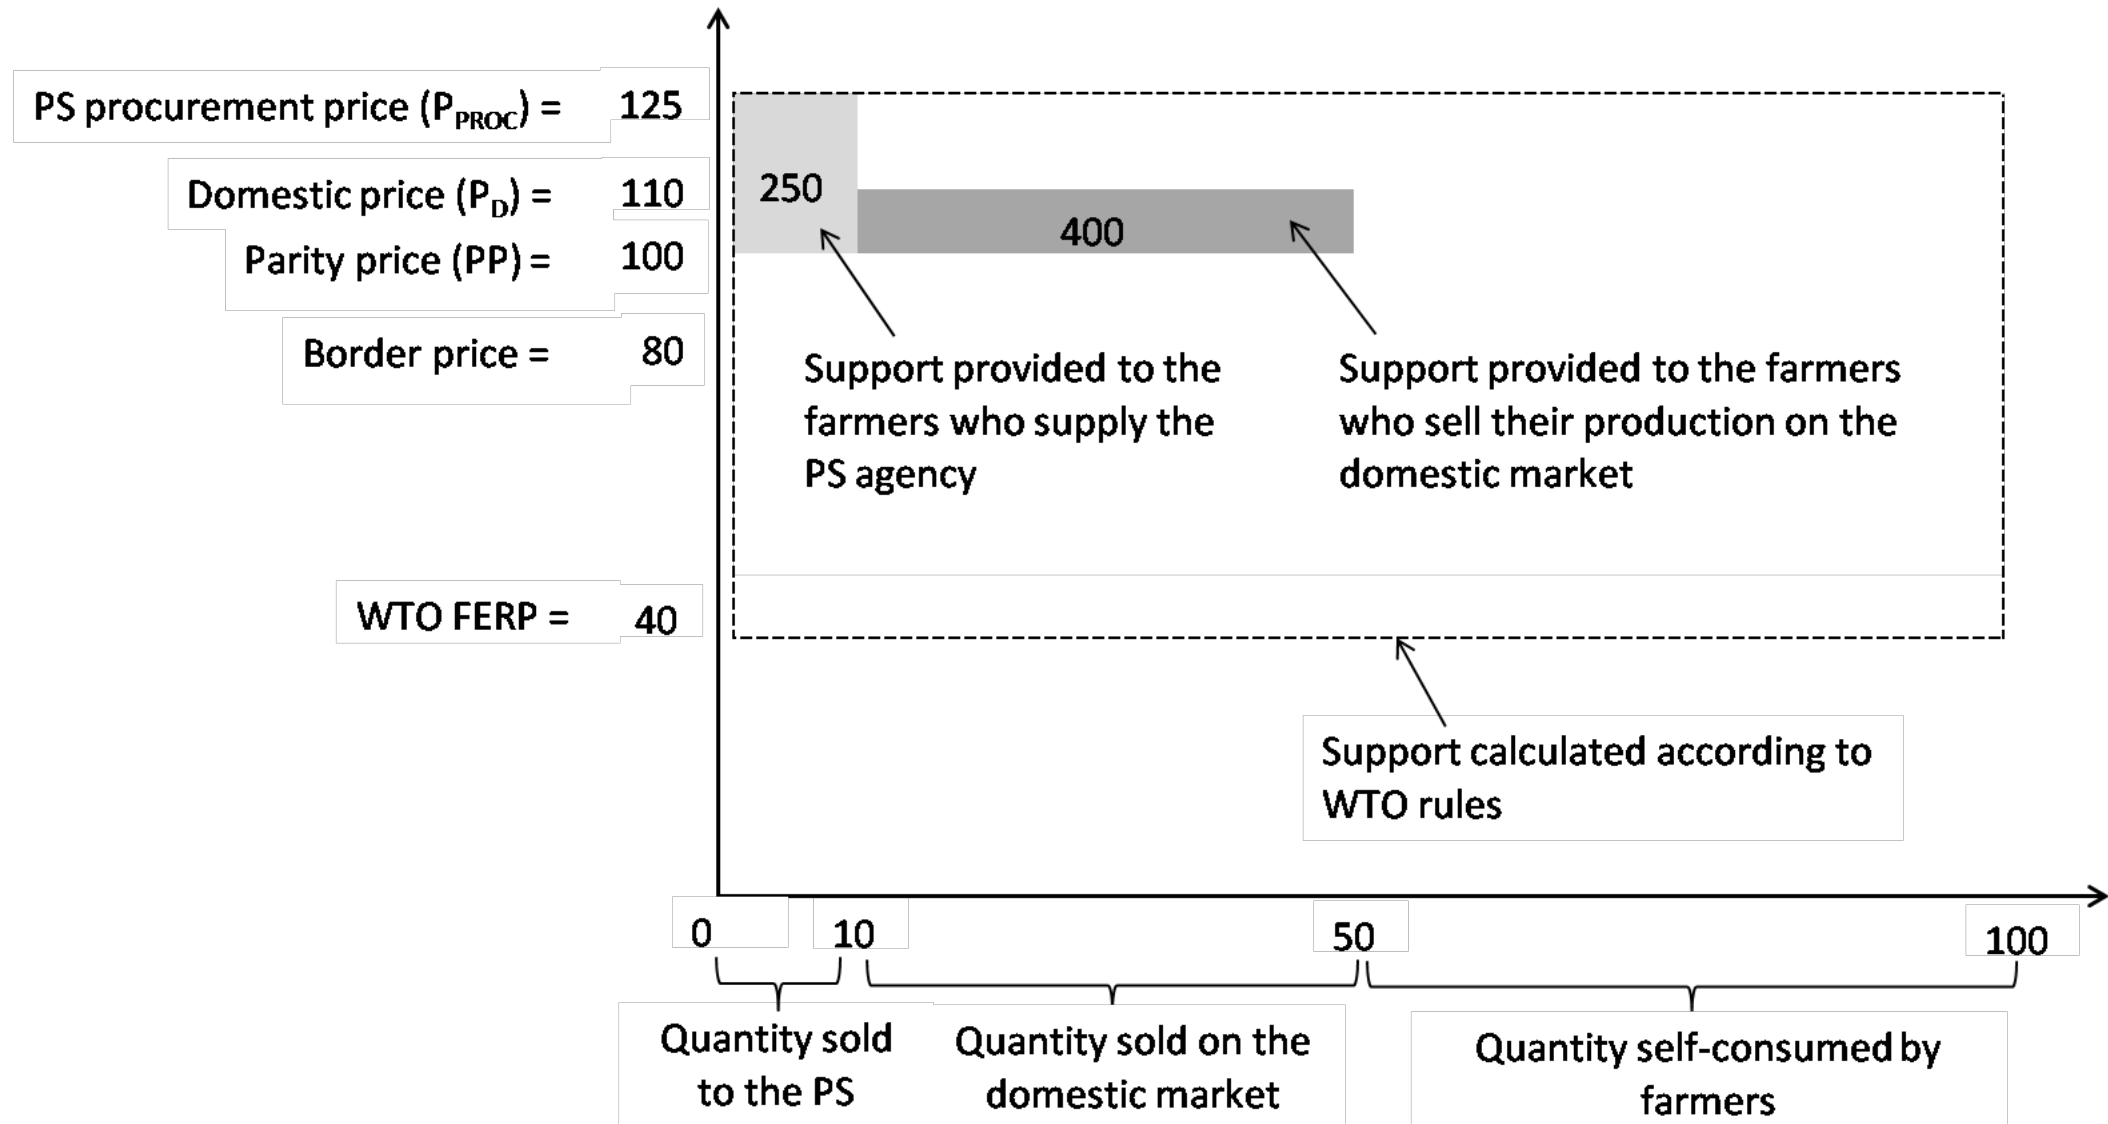 PS procurement price (PPROC) = 125
Domestic price (PD) = 110
Parity price (PP) = 100
Border price = 80
WTO FERP = 40
250
400
Support provided to the
farmers who supply the
PS agency
Support provided to the farmers
who sell their production on the
domestic market
Support calculated according to
WTO rules
0
10
50
100
Quantity sold
to the PS
Quantity sold on the
domestic market
Quantity self-consumed by
farmers